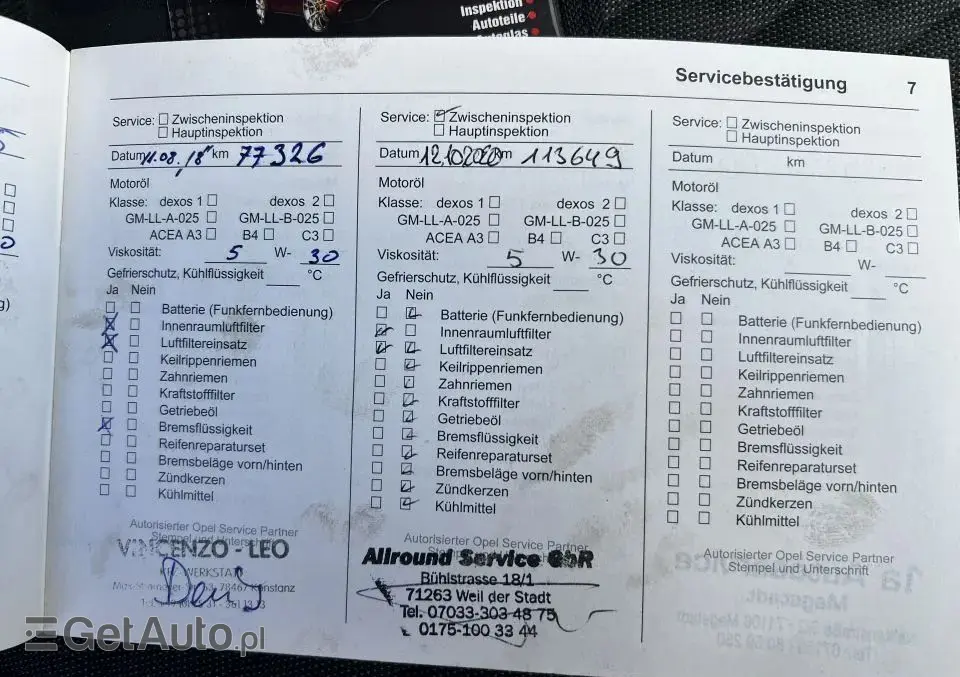 Inspektion
Autoteile
Autoglas
Servicebestätigung 7
Service: Zwischeninspektion
Hauptinspektion
Datum 11.08.18 km 77326
Motoröl
Klasse: dexos 1 dexos 2
GM-LL-A-025 GM-LL-B-025
ACEA A3 B4 C3
Viskosität: 5 W- 30
Gefrierschutz, Kühlflüssigkeit °C
Ja Nein
Batterie (Funkfernbedienung)
Innenraumluftfilter
Luftfiltereinsatz
Keilrippenriemen
Zahnriemen
Kraftstofffilter
Getriebeöl
Bremsflüssigkeit
Reifenreparaturset
Bremsbeläge vorn/hinten
Zündkerzen
Kühlmittel
Autorisierter Opel Service Partner
Stempel und Unterschrift
VINCENZO - LEO
KFZ-WERKSTATT
78467 Konstanz
Service: Zwischeninspektion
Hauptinspektion
Datum 12.10.2020 km 113649
Motoröl
Klasse: dexos 1 dexos 2
GM-LL-A-025 GM-LL-B-025
ACEA A3 B4 C3
Viskosität: 5 W- 30
Gefrierschutz, Kühlflüssigkeit °C
Ja Nein
Batterie (Funkfernbedienung)
Innenraumluftfilter
Luftfiltereinsatz
Keilrippenriemen
Zahnriemen
Kraftstofffilter
Getriebeöl
Bremsflüssigkeit
Reifenreparaturset
Bremsbeläge vorn/hinten
Zündkerzen
Kühlmittel
Autorisierter Opel Service Partner
Allround Service GbR
Bühlstrasse 18/1
71263 Weil der Stadt
Tel. 07033-303 48 75
0175-100 33 44
Service: Zwischeninspektion
Hauptinspektion
Datum km
Motoröl
Klasse: dexos 1 dexos 2
GM-LL-A-025 GM-LL-B-025
ACEA A3 B4 C3
Viskosität: W-
Gefrierschutz, Kühlflüssigkeit °C
Ja Nein
Batterie (Funkfernbedienung)
Innenraumluftfilter
Luftfiltereinsatz
Keilrippenriemen
Zahnriemen
Kraftstofffilter
Getriebeöl
Bremsflüssigkeit
Reifenreparaturset
Bremsbeläge vorn/hinten
Zündkerzen
Kühlmittel
Autorisierter Opel Service Partner
Stempel und Unterschrift
GetAuto.pl